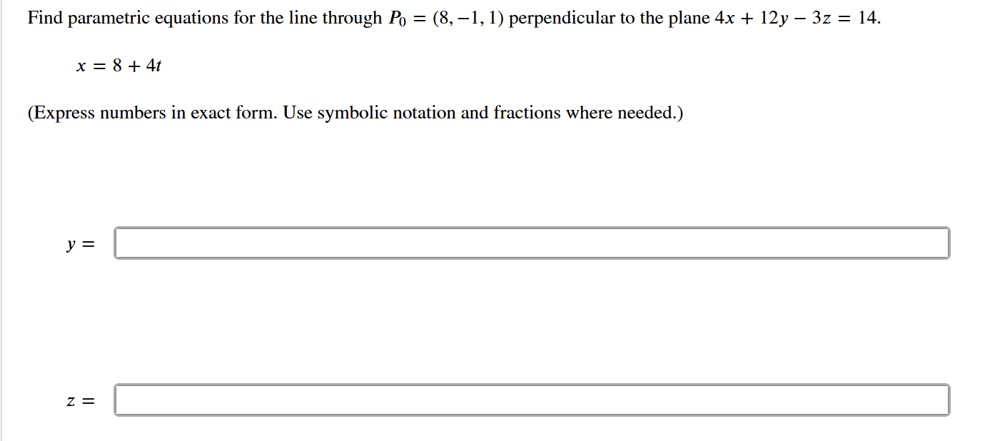 Find parametric equations for the line through P₀ = (8, −1, 1) perpendicular to the plane 4x + 12y − 3z = 14.
x = 8 + 4t
(Express numbers in exact form. Use symbolic notation and fractions where needed.)
y =
z =